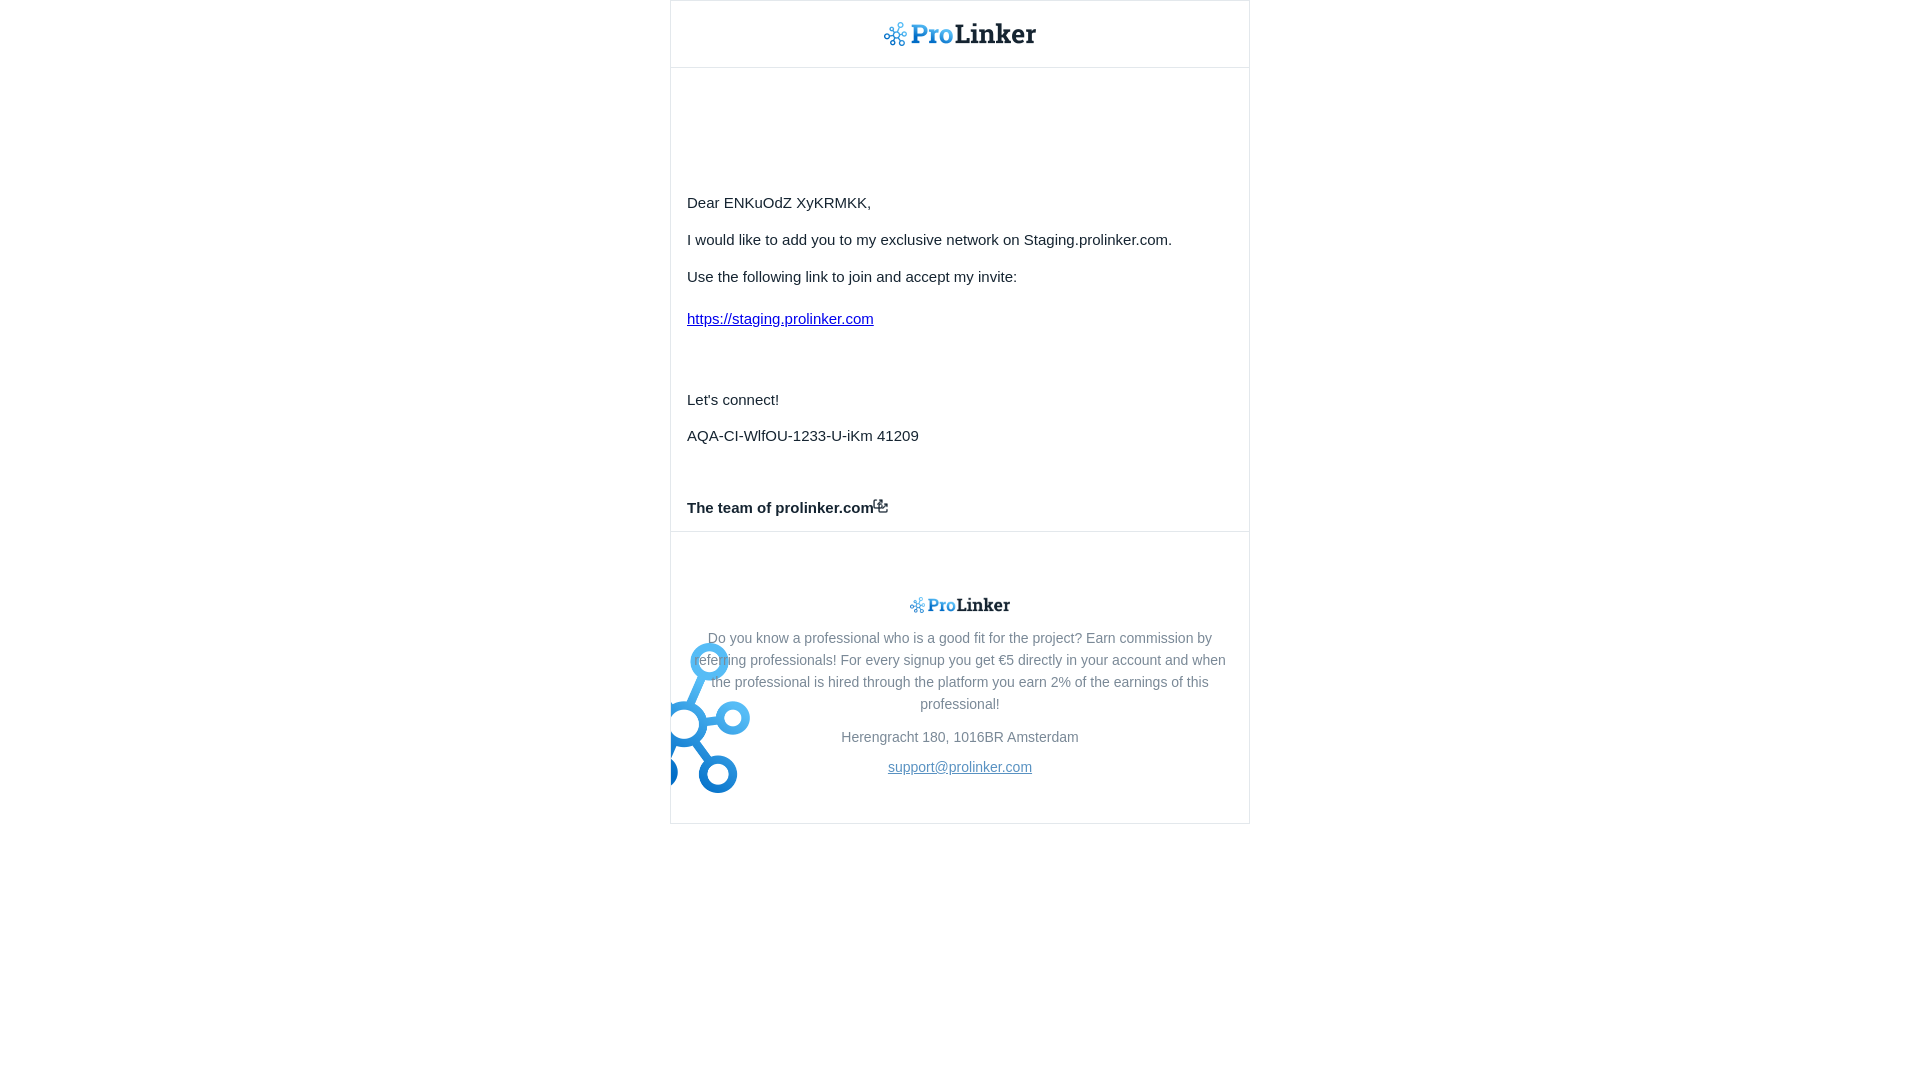 ProLinker
Dear ENKuOdZ XyKRMKK,
I would like to add you to my exclusive network on Staging.prolinker.com.
Use the following link to join and accept my invite:
https://staging.prolinker.com
Let's connect!
AQA-CI-WlfOU-1233-U-iKm 41209
The team of prolinker.com
ProLinker
Do you know a professional who is a good fit for the project? Earn commission by
referring professionals! For every signup you get €5 directly in your account and when
the professional is hired through the platform you earn 2% of the earnings of this
professional!
Herengracht 180, 1016BR Amsterdam
support@prolinker.com